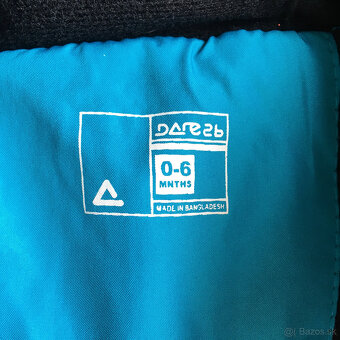 DARE2b
0-6
MNTHS
MADE IN BANGLADESH
Bazos.sk